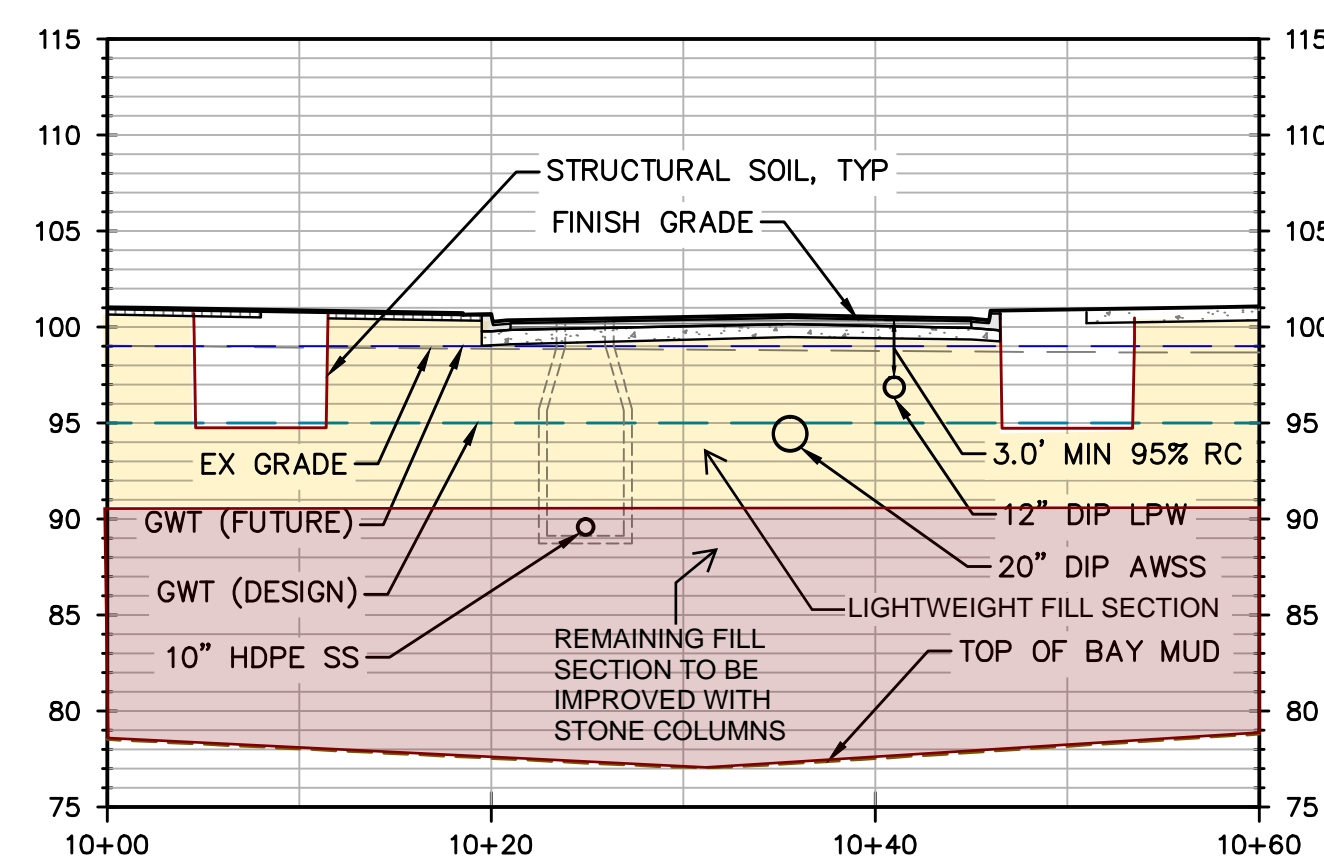 115
115
110
110
STRUCTURAL SOIL, TYP
FINISH GRADE
105
105
100
100
95
95
EX GRADE
3.0' MIN 95% RC
90
90
GWT (FUTURE)
12" DIP LPW
20" DIP AWSS
GWT (DESIGN)
LIGHTWEIGHT FILL SECTION
85
85
10" HDPE SS
REMAINING FILL
SECTION TO BE
IMPROVED WITH
STONE COLUMNS
TOP OF BAY MUD
80
80
75
75
10+00
10+20
10+40
10+60